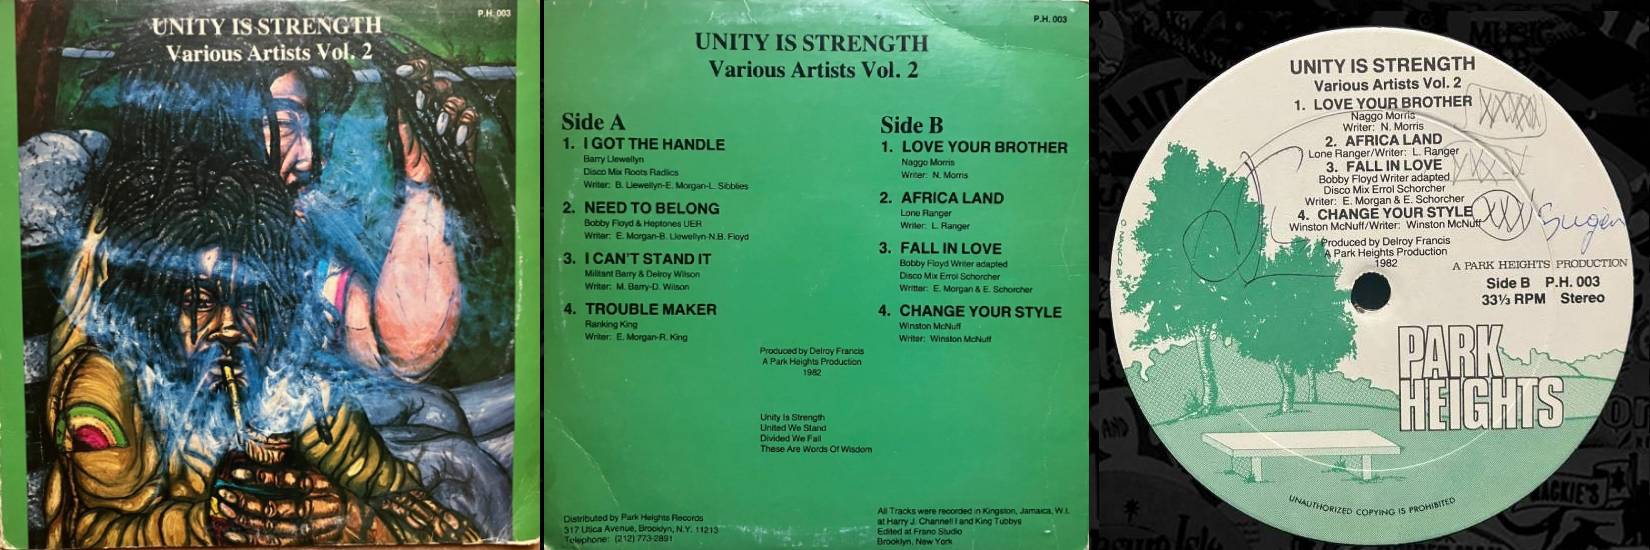 P.H. 003
UNITY IS STRENGTH
Various Artists Vol. 2
P.H. 003
UNITY IS STRENGTH
Various Artists Vol. 2
Side A
1. I GOT THE HANDLE
Barry Llewellyn
Disco Mix Roots Radlics
Writer: B. Llewellyn-E. Morgan-L. Sibblies
2. NEED TO BELONG
Bobby Floyd & Heptones UER
Writer: E. Morgan-B. Llewellyn-N.B. Floyd
3. I CAN'T STAND IT
Militant Barry & Delroy Wilson
Writer: M. Barry-D. Wilson
4. TROUBLE MAKER
Ranking King
Writer: E. Morgan-R. King
Side B
1. LOVE YOUR BROTHER
Naggo Morris
Writer: N. Morris
2. AFRICA LAND
Lone Ranger
Writer: L. Ranger
3. FALL IN LOVE
Bobby Floyd Writer adapted
Disco Mix Errol Schorcher
Writter: E. Morgan & E. Schorcher
4. CHANGE YOUR STYLE
Winston McNuff
Writer: Winston McNuff
Produced by Delroy Francis
A Park Heights Production
1982
Unity Is Strength
United We Stand
Divided We Fall
These Are Words Of Wisdom
Distributed by Park Heights Records
317 Utica Avenue, Brooklyn, N.Y. 11213
Telephone: (212) 773-2891
All Tracks were recorded in Kingston, Jamaica, W.I.
at Harry J. Channell I and King Tubbys
Edited at Frano Studio
Brooklyn, New York
UNITY IS STRENGTH
Various Artists Vol. 2
1. LOVE YOUR BROTHER
Naggo Morris
Writer: N. Morris
2. AFRICA LAND
Lone Ranger/Writer: L. Ranger
3. FALL IN LOVE
Bobby Floyd Writer adapted
Disco Mix Errol Schorcher
Writer: E. Morgan & E. Schorcher
4. CHANGE YOUR STYLE
Winston McNuff/Writer: Winston McNuff
Produced by Delroy Francis
A Park Heights Production
1982
A PARK HEIGHTS PRODUCTION
Side B P.H. 003
33⅓ RPM Stereo
PARK
HEIGHTS
UNAUTHORIZED COPYING IS PROHIBITED